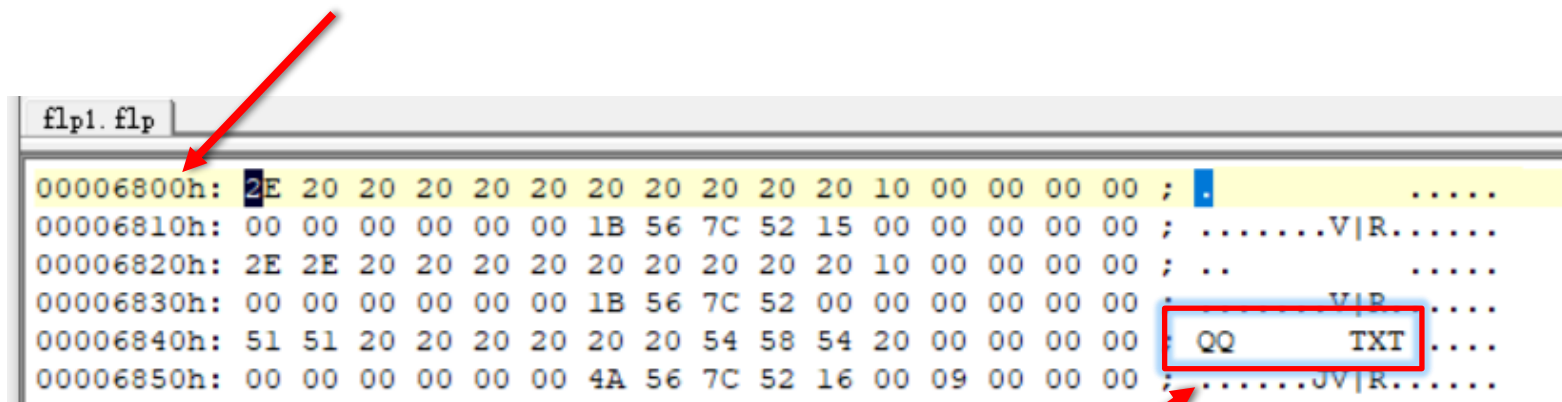 flp1.flp
00006800h: 2E 20 20 20 20 20 20 20 20 20 20 10 00 00 00 00 ; .          .....
00006810h: 00 00 00 00 00 00 1B 56 7C 52 15 00 00 00 00 00 ; .......V|R......
00006820h: 2E 2E 20 20 20 20 20 20 20 20 20 10 00 00 00 00 ; ..         .....
00006830h: 00 00 00 00 00 00 1B 56 7C 52 00 00 00 00 00 00 ; .......V|R......
00006840h: 51 51 20 20 20 20 20 20 54 58 54 20 00 00 00 00 ; QQ      TXT ....
00006850h: 00 00 00 00 00 00 4A 56 7C 52 16 00 09 00 00 00 ; ......JV|R......